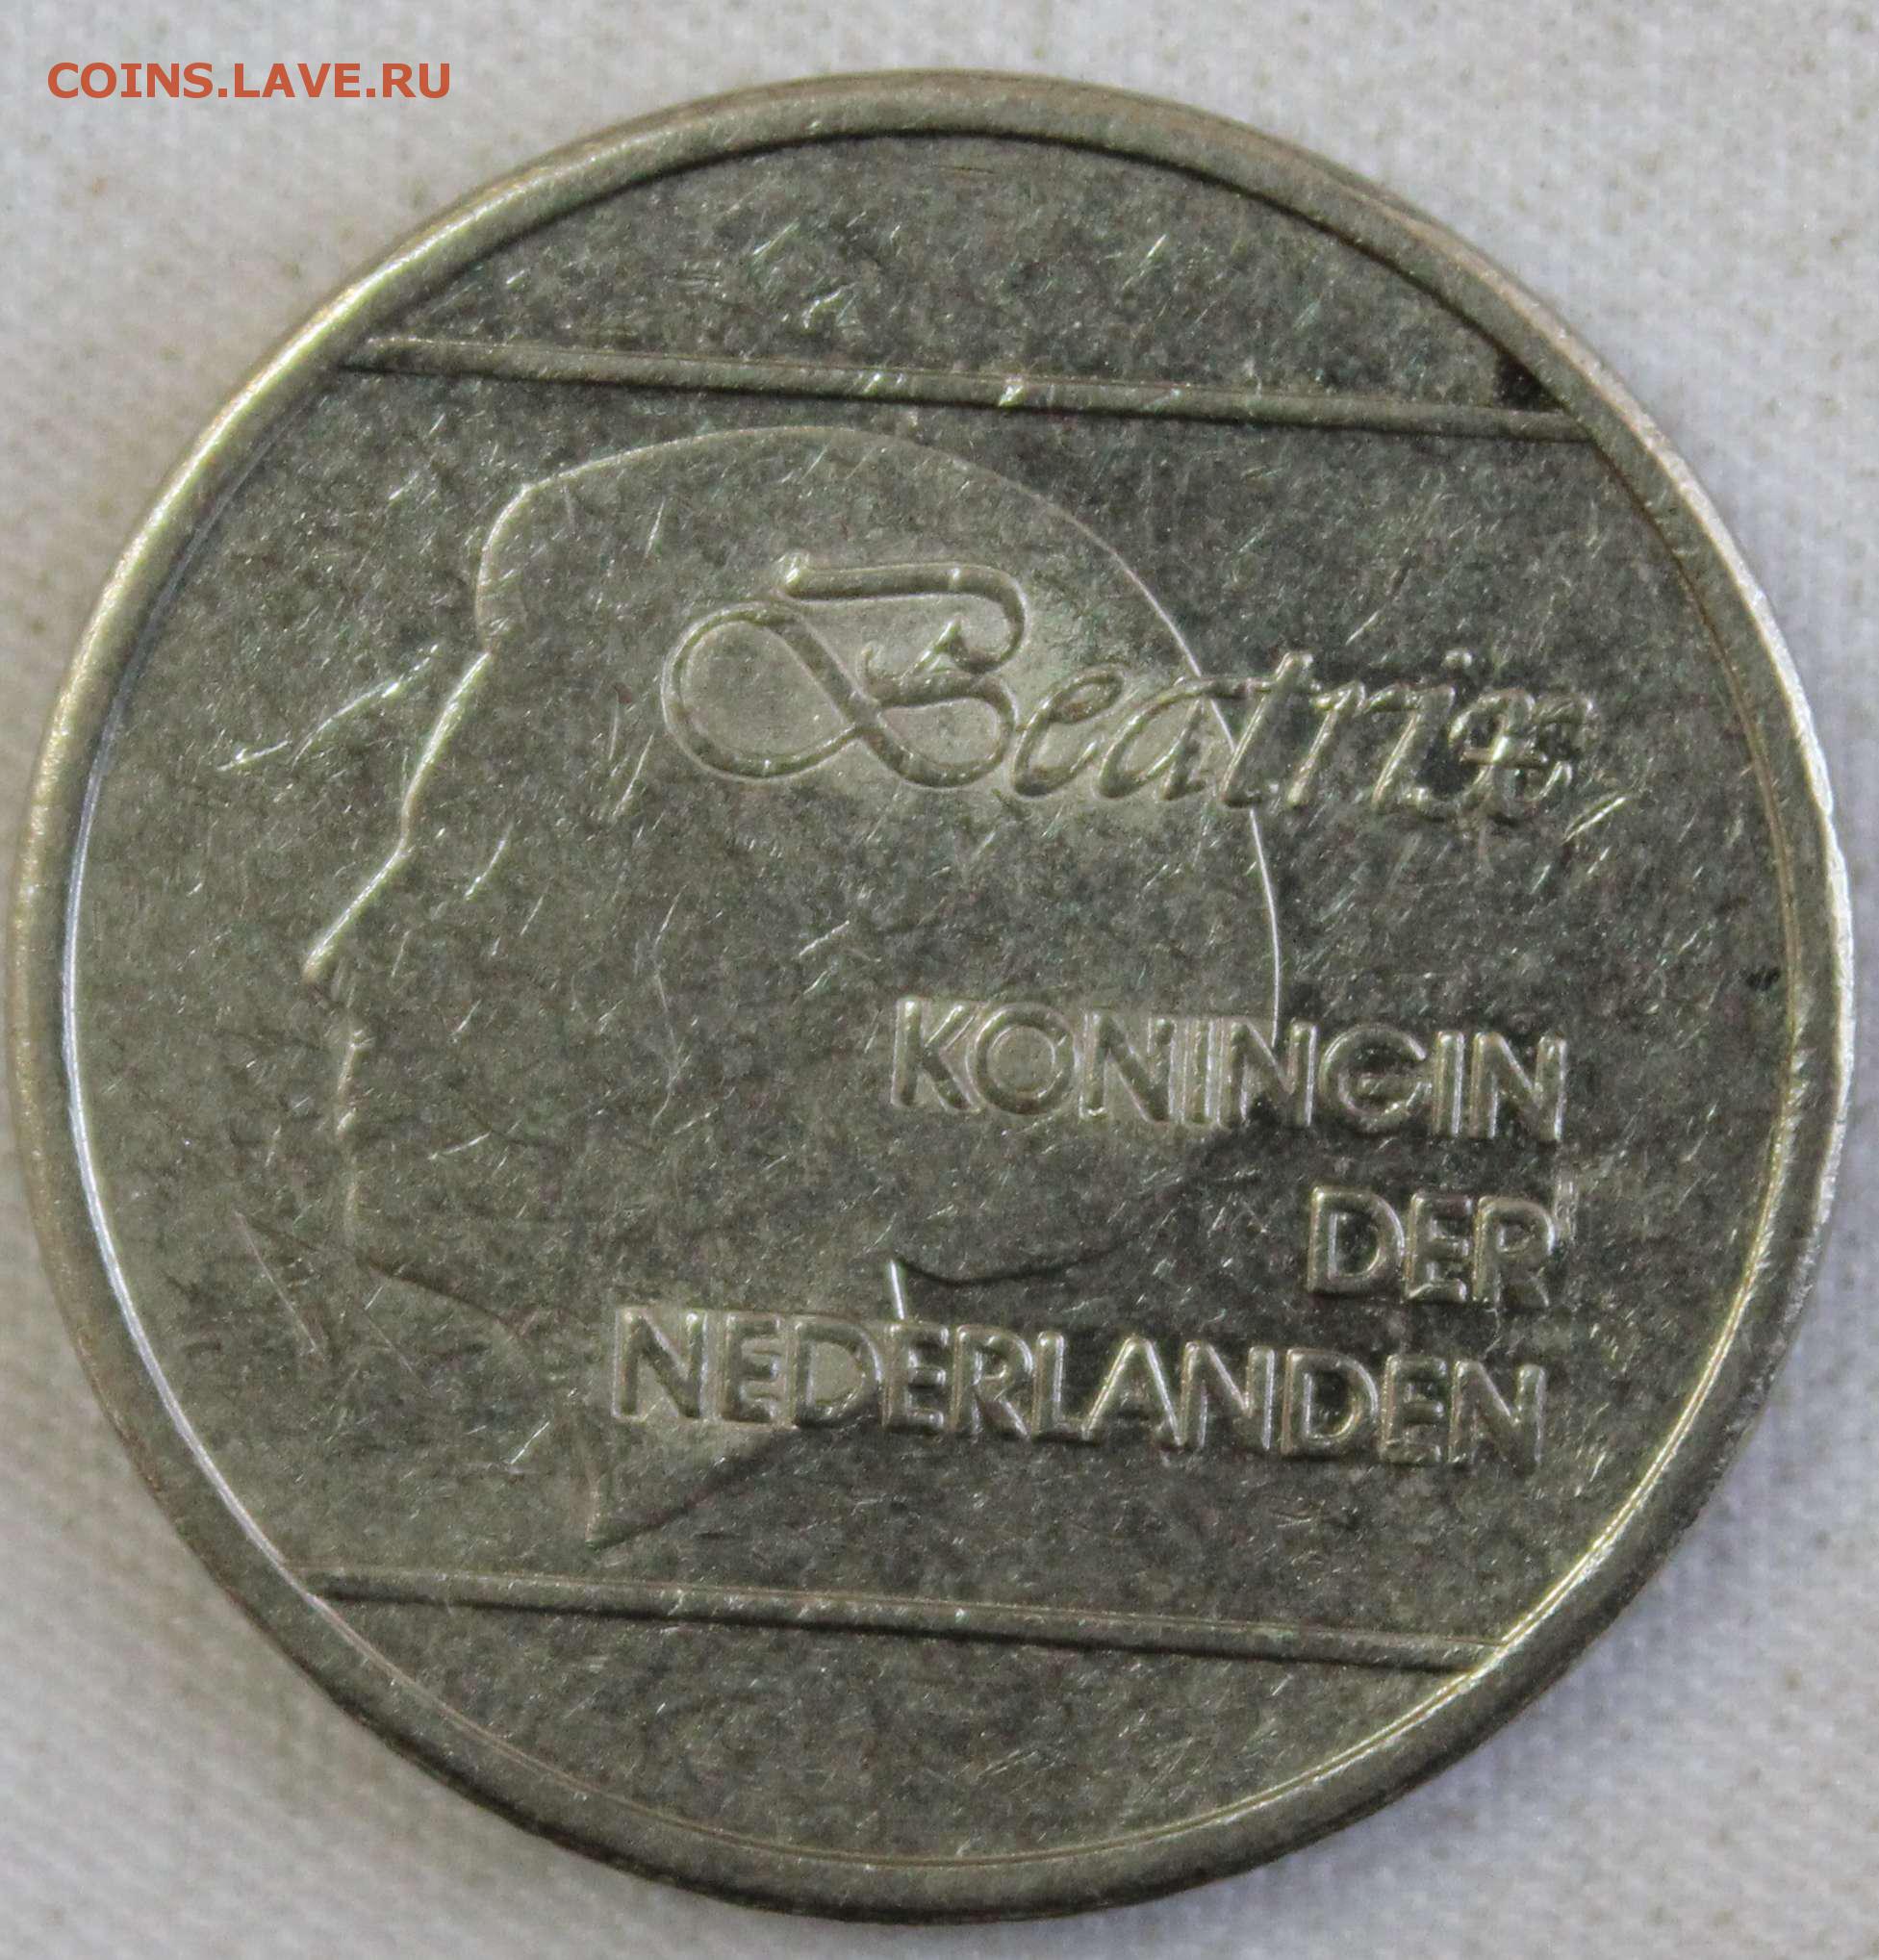 COINS.LAVE.RU
Beatrix
KONINGIN
DER
NEDERLANDEN